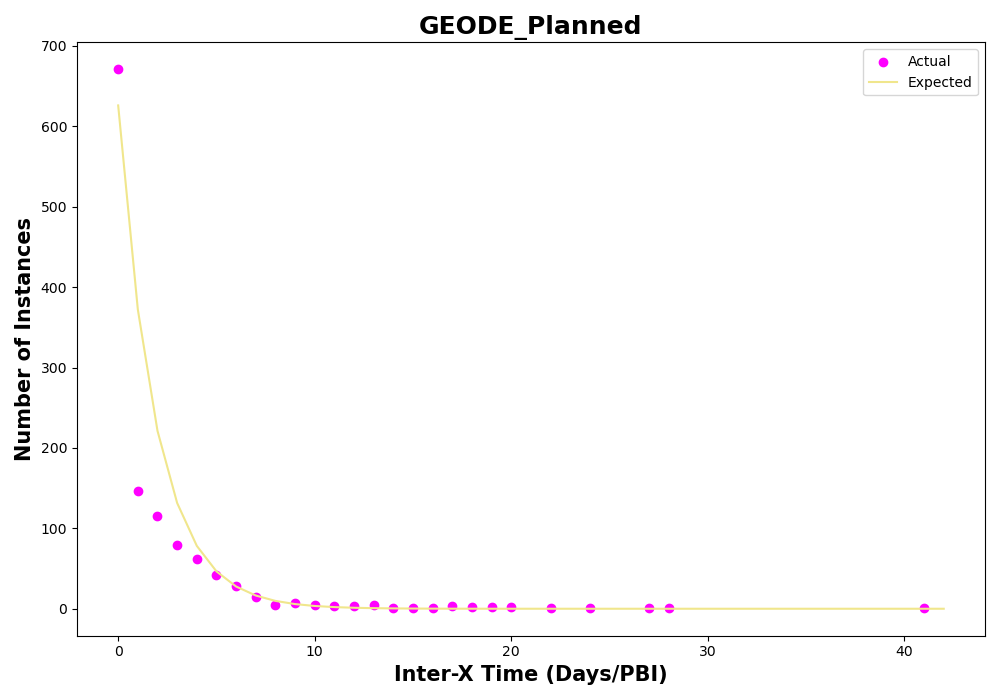 GEODE_Planned
Actual
Expected
700
600
500
400
300
200
100
0
Number of Instances
0 10 20 30 40
Inter-X Time (Days/PBI)